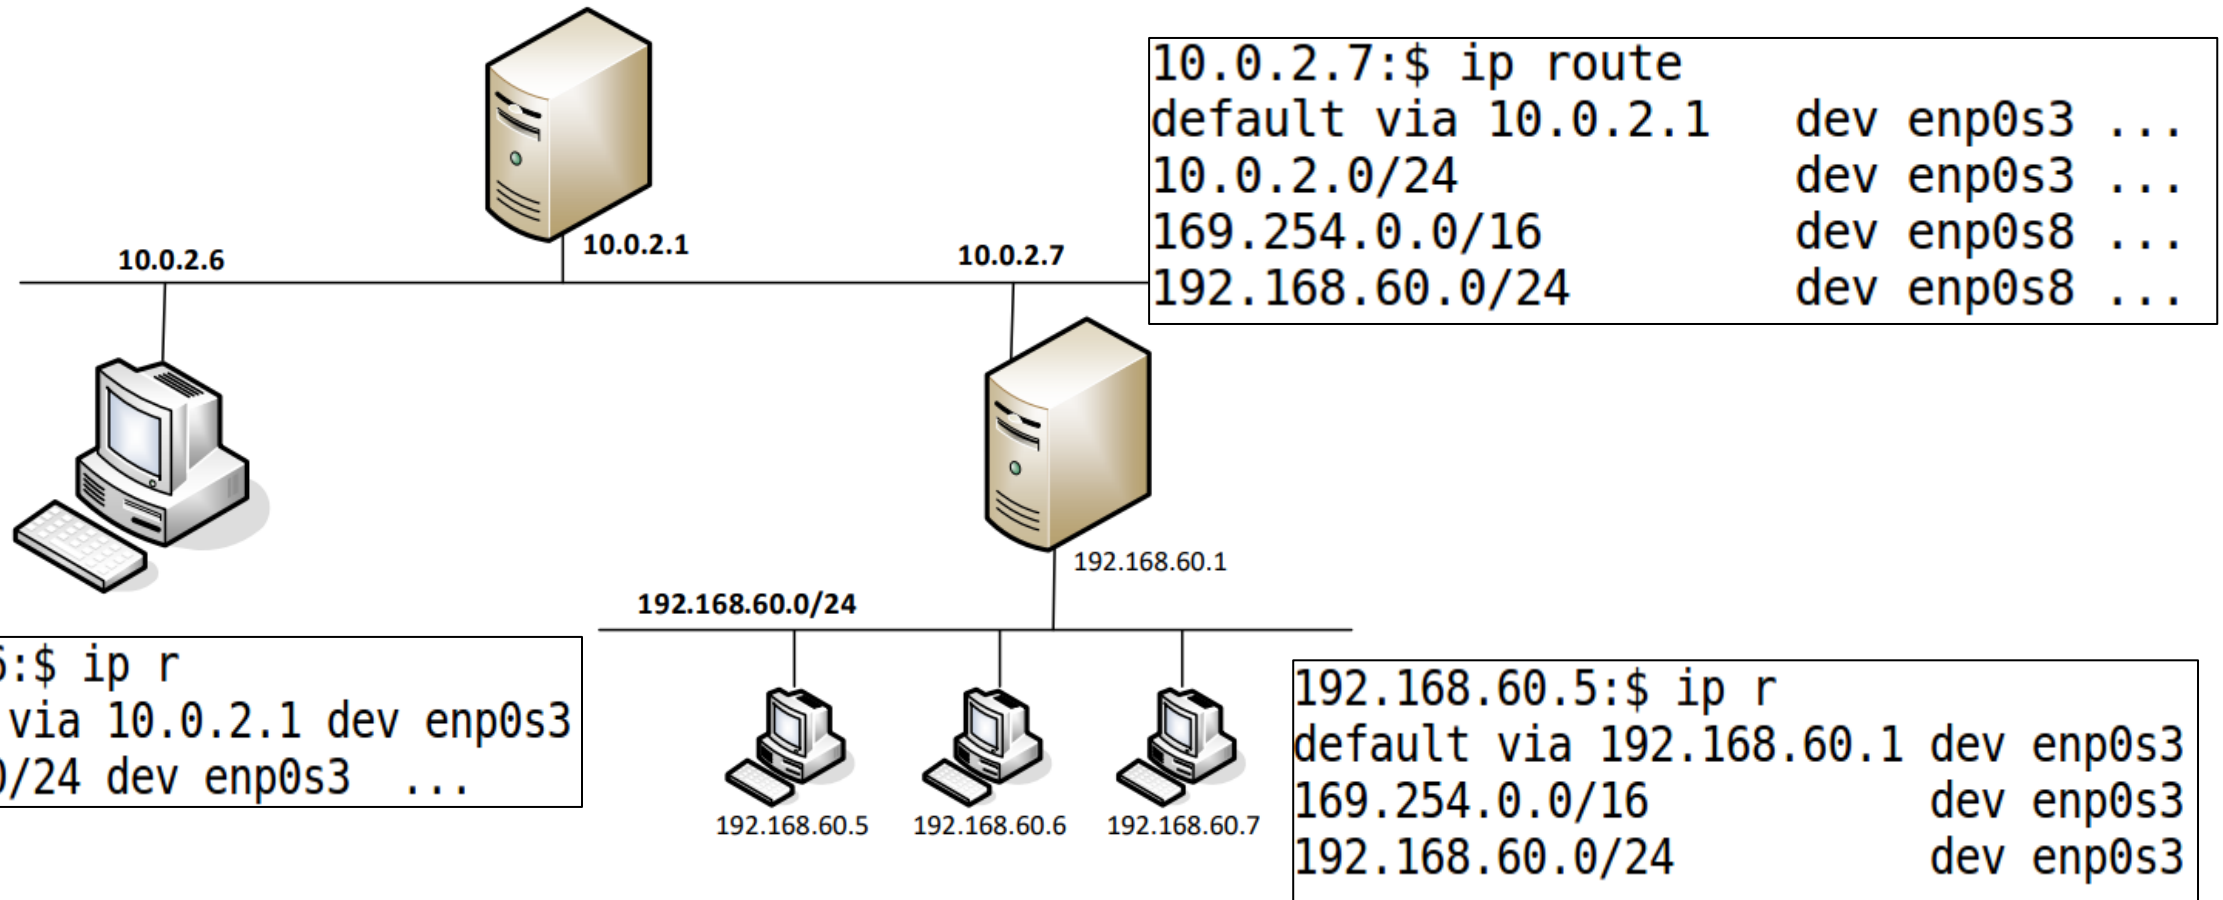 10.0.2.7:$ ip route
default via 10.0.2.1 dev enp0s3 ...
10.0.2.0/24 dev enp0s3 ...
169.254.0.0/16 dev enp0s8 ...
192.168.60.0/24 dev enp0s8 ...
10.0.2.6
10.0.2.1
10.0.2.7
192.168.60.1
192.168.60.0/24
:$ ip r
via 10.0.2.1 dev enp0s3
/24 dev enp0s3 ...
192.168.60.5
192.168.60.6
192.168.60.7
192.168.60.5:$ ip r
default via 192.168.60.1 dev enp0s3
169.254.0.0/16 dev enp0s3
192.168.60.0/24 dev enp0s3